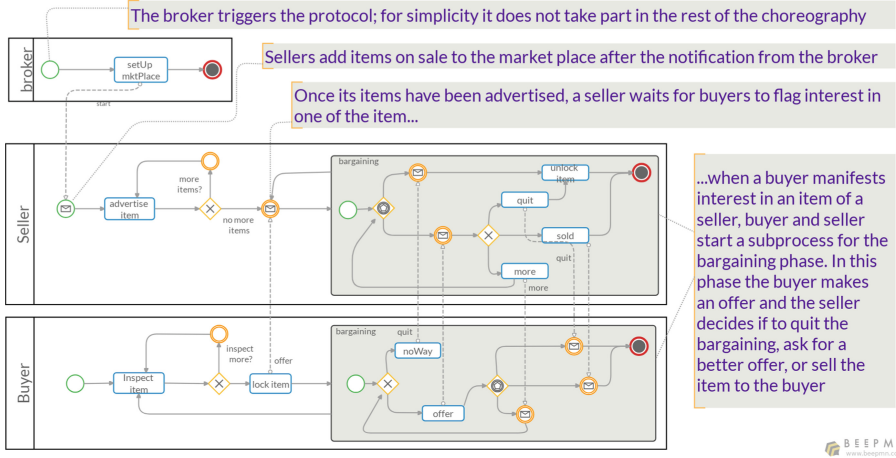 The broker triggers the protocol; for simplicity it does not take part in the rest of the choreography
broker
setUp
mktPlace
start
Sellers add items on sale to the market place after the notification from the broker
Once its items have been advertised, a seller waits for buyers to flag interest in
one of the item...
Seller
advertise
item
more
items?
no more
items
bargaining
unlock
item
quit
sold
quit
more
more
...when a buyer manifests
interest in an item of a
seller, buyer and seller
start a subprocess for the
bargaining phase. In this
phase the buyer makes
an offer and the seller
decides if to quit the
bargaining, ask for a
better offer, or sell the
item to the buyer
Buyer
Inspect
item
inspect
more?
offer
lock item
bargaining
quit
noWay
offer
BEEPM
www.beepmn.c